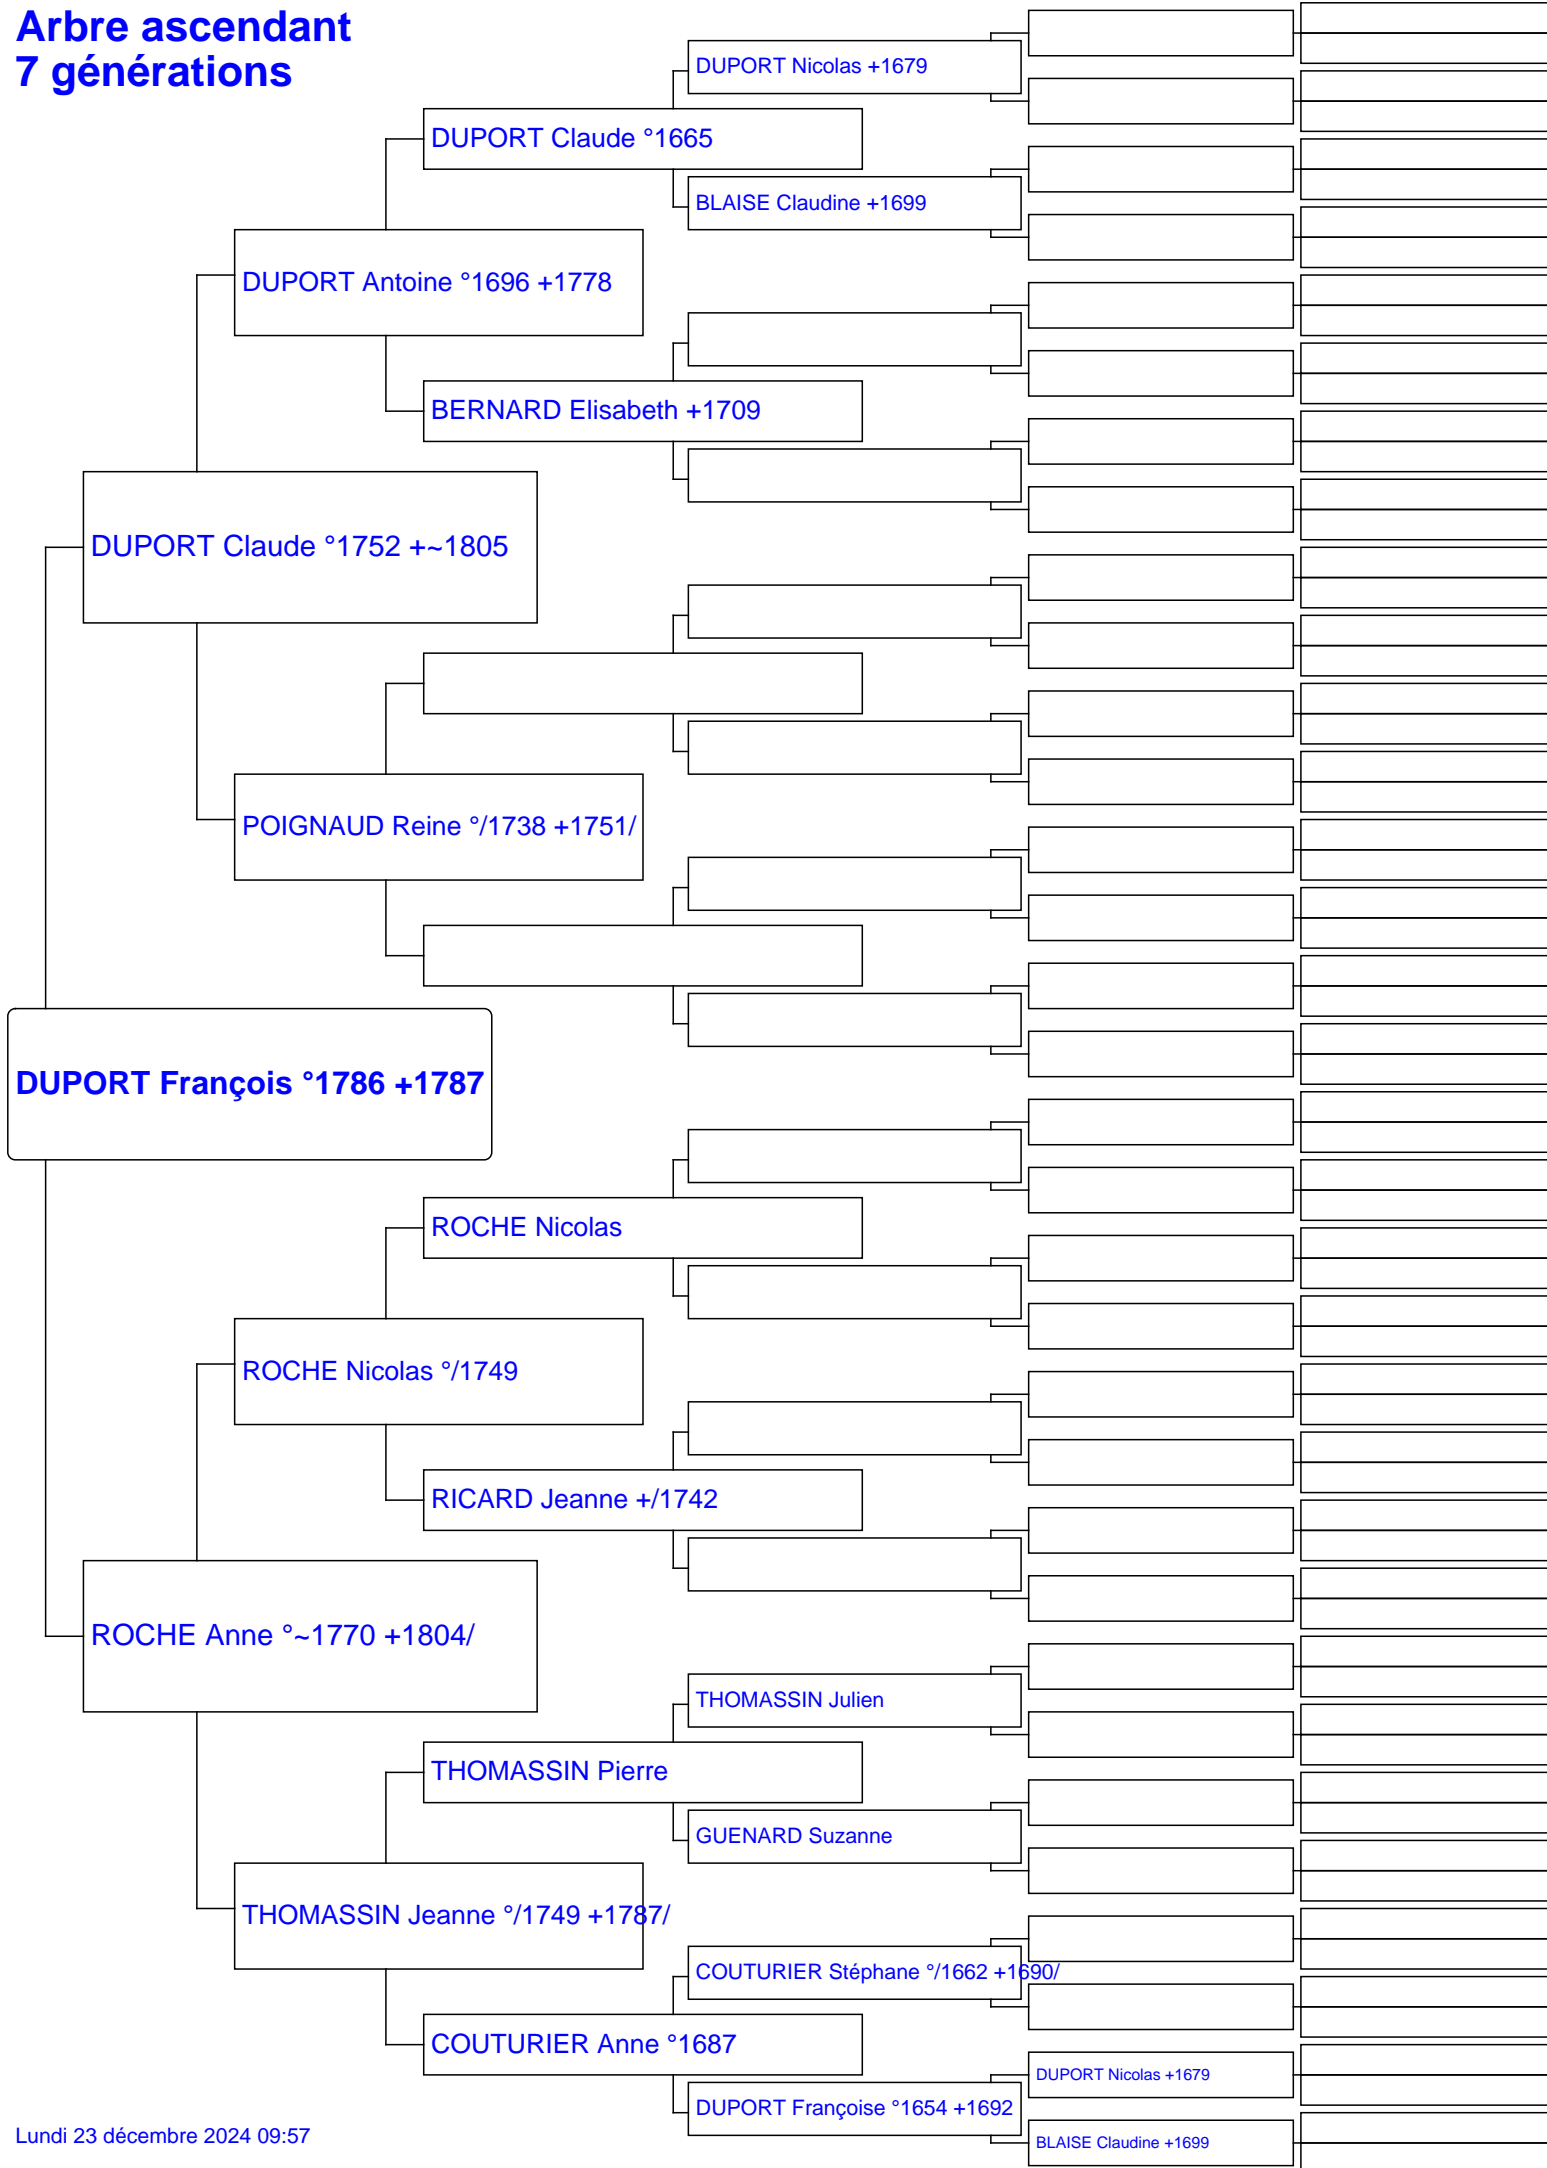 Arbre ascendant
7 générations
DUPORT Nicolas +1679
DUPORT Claude °1665
BLAISE Claudine +1699
DUPORT Antoine °1696 +1778
BERNARD Elisabeth +1709
DUPORT Claude °1752 +~1805
POIGNAUD Reine °/1738 +1751/
DUPORT François °1786 +1787
ROCHE Nicolas
ROCHE Nicolas °/1749
RICARD Jeanne +/1742
ROCHE Anne °~1770 +1804/
THOMASSIN Julien
THOMASSIN Pierre
GUENARD Suzanne
THOMASSIN Jeanne °/1749 +1787/
COUTURIER Stéphane °/1662 +1690/
COUTURIER Anne °1687
DUPORT Nicolas +1679
DUPORT Françoise °1654 +1692
BLAISE Claudine +1699
Lundi 23 décembre 2024 09:57